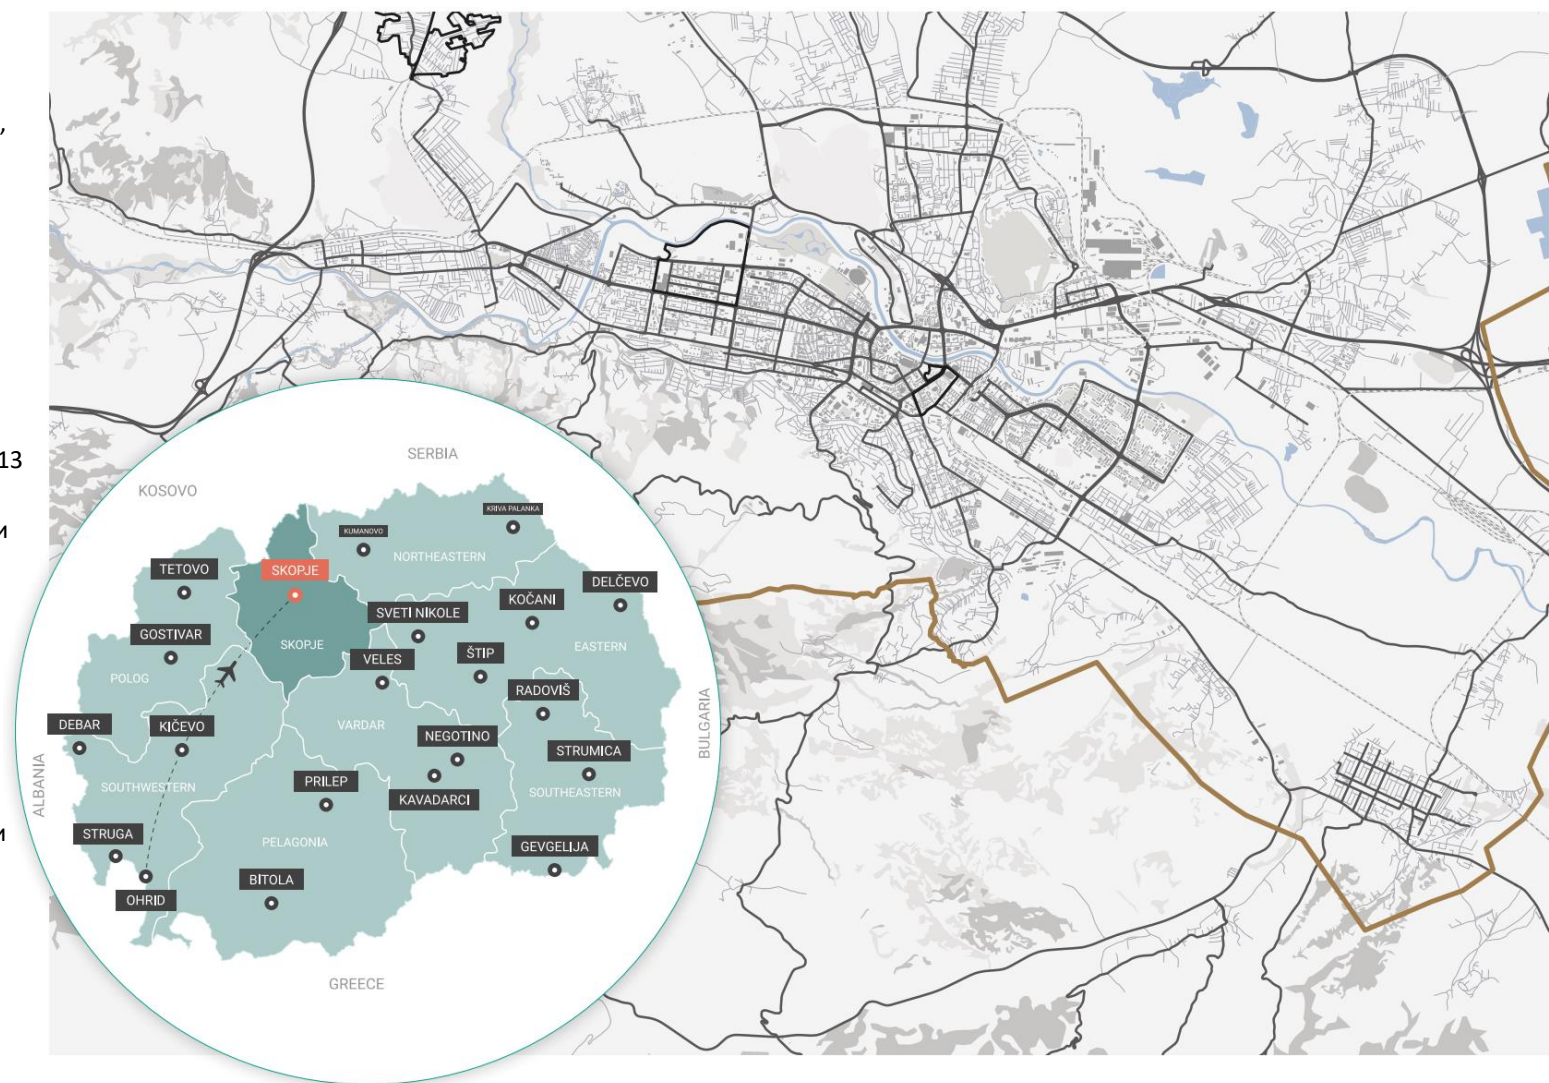 ,
13
и
и
SERBIA
KOSOVO
KRIVA PALANKA
KUMANOVO
NORTHEASTERN
TETOVO
SKOPJE
DELČEVO
KOČANI
SVETI NIKOLE
GOSTIVAR
SKOPJE
EASTERN
ŠTIP
VELES
POLOG
RADOVIŠ
DEBAR
KIČEVO
VARDAR
NEGOTINO
BULGARIA
STRUMICA
ALBANIA
SOUTHWESTERN
PRILEP
SOUTHEASTERN
KAVADARCI
STRUGA
PELAGONIA
GEVGELIJA
BITOLA
OHRID
GREECE